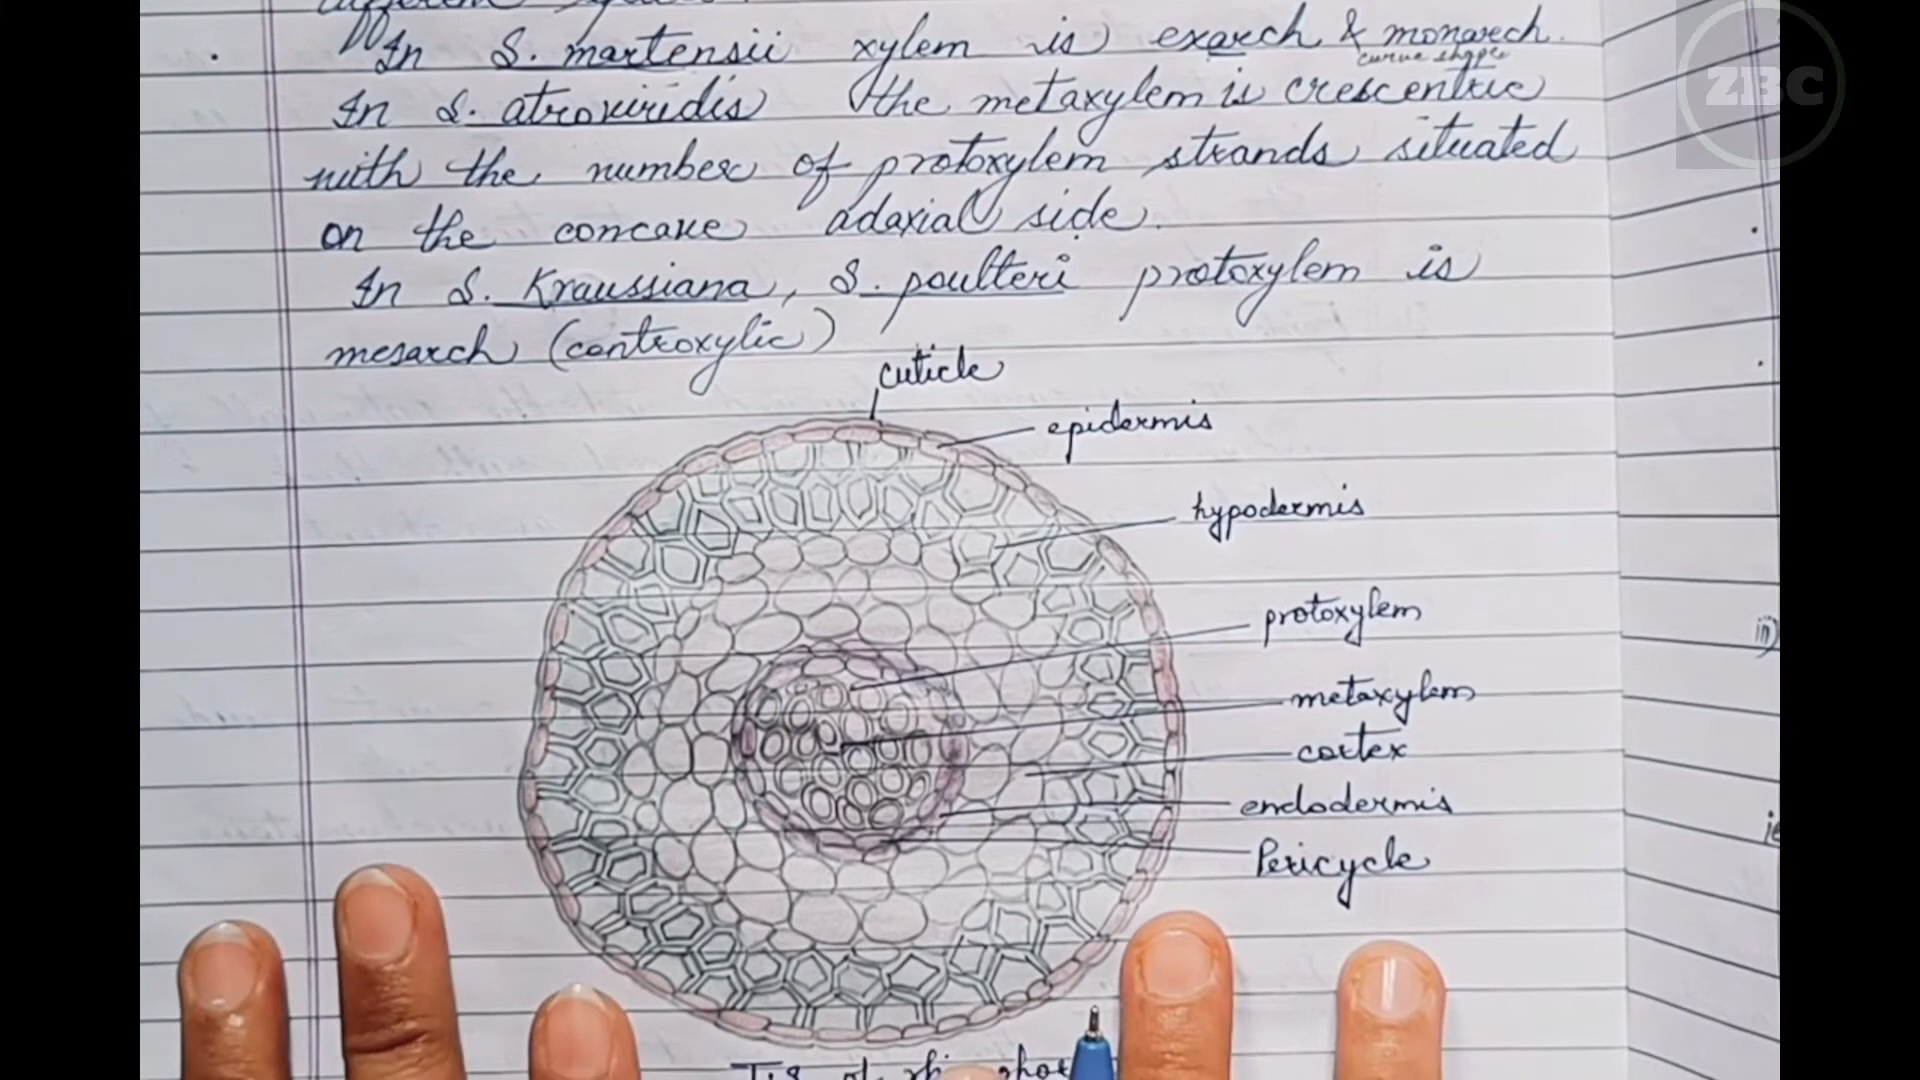 In S. martensii xylem is exarch & monarch.
curve shape
In S. atroviridis the metaxylem is crescentric
with the number of protoxylem strands situated
on the concave adaxial side.
In S. Kraussiana, S. poulteri protoxylem is
mesarch (centroxylic)
cuticle
epidermis
hypodermis
protoxylem
metaxylem
cortex
endodermis
Pericycle
T.S of
ZBC